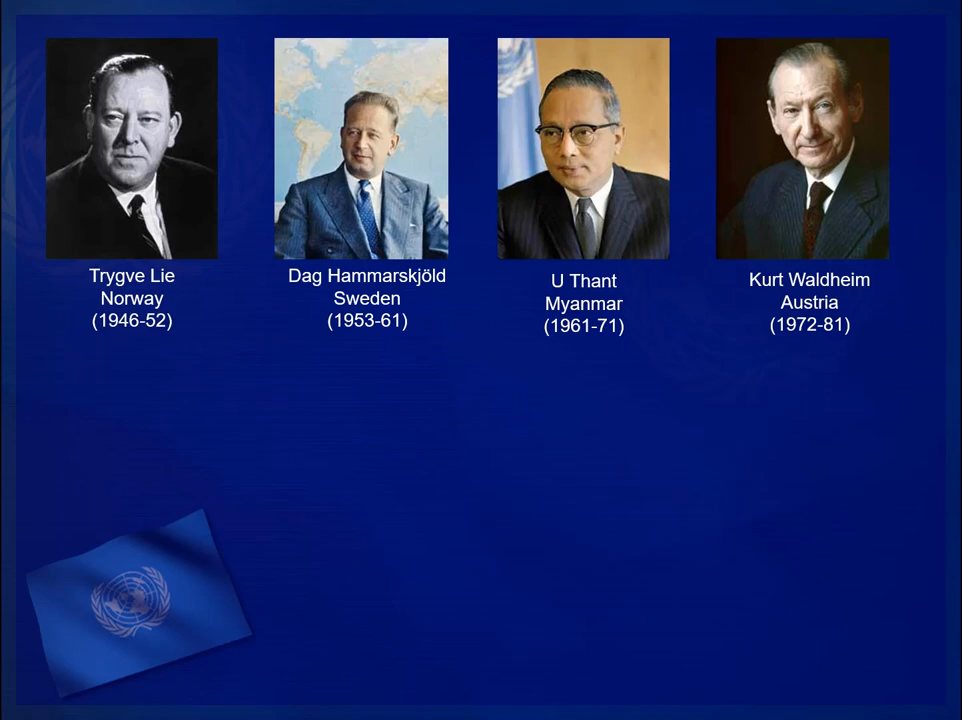 Trygve Lie
Norway
(1946-52)
Dag Hammarskjöld
Sweden
(1953-61)
U Thant
Myanmar
(1961-71)
Kurt Waldheim
Austria
(1972-81)